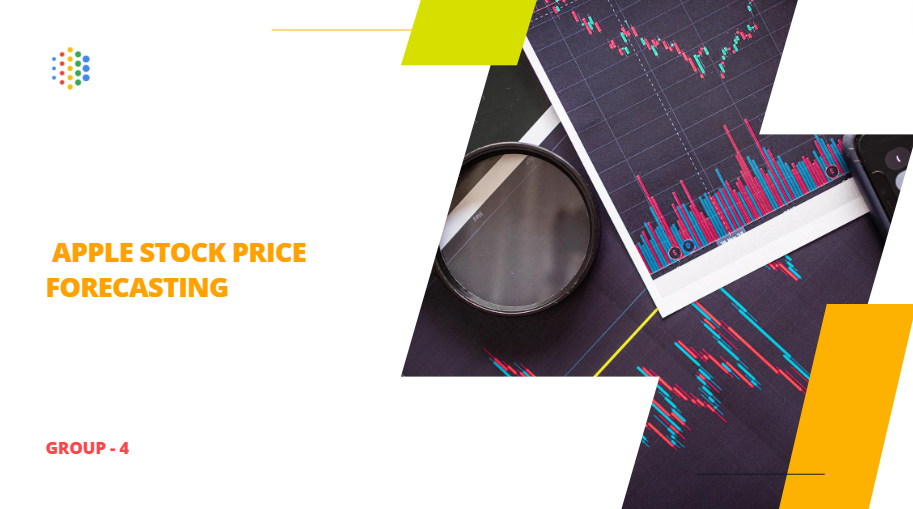 APPLE STOCK PRICE
FORECASTING
GROUP - 4